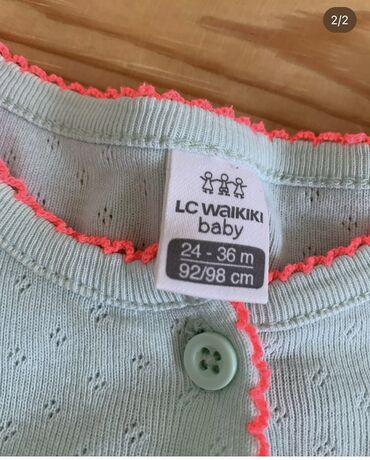 2/2
LC WAIKIKI
baby
24 - 36 m
92/98 cm